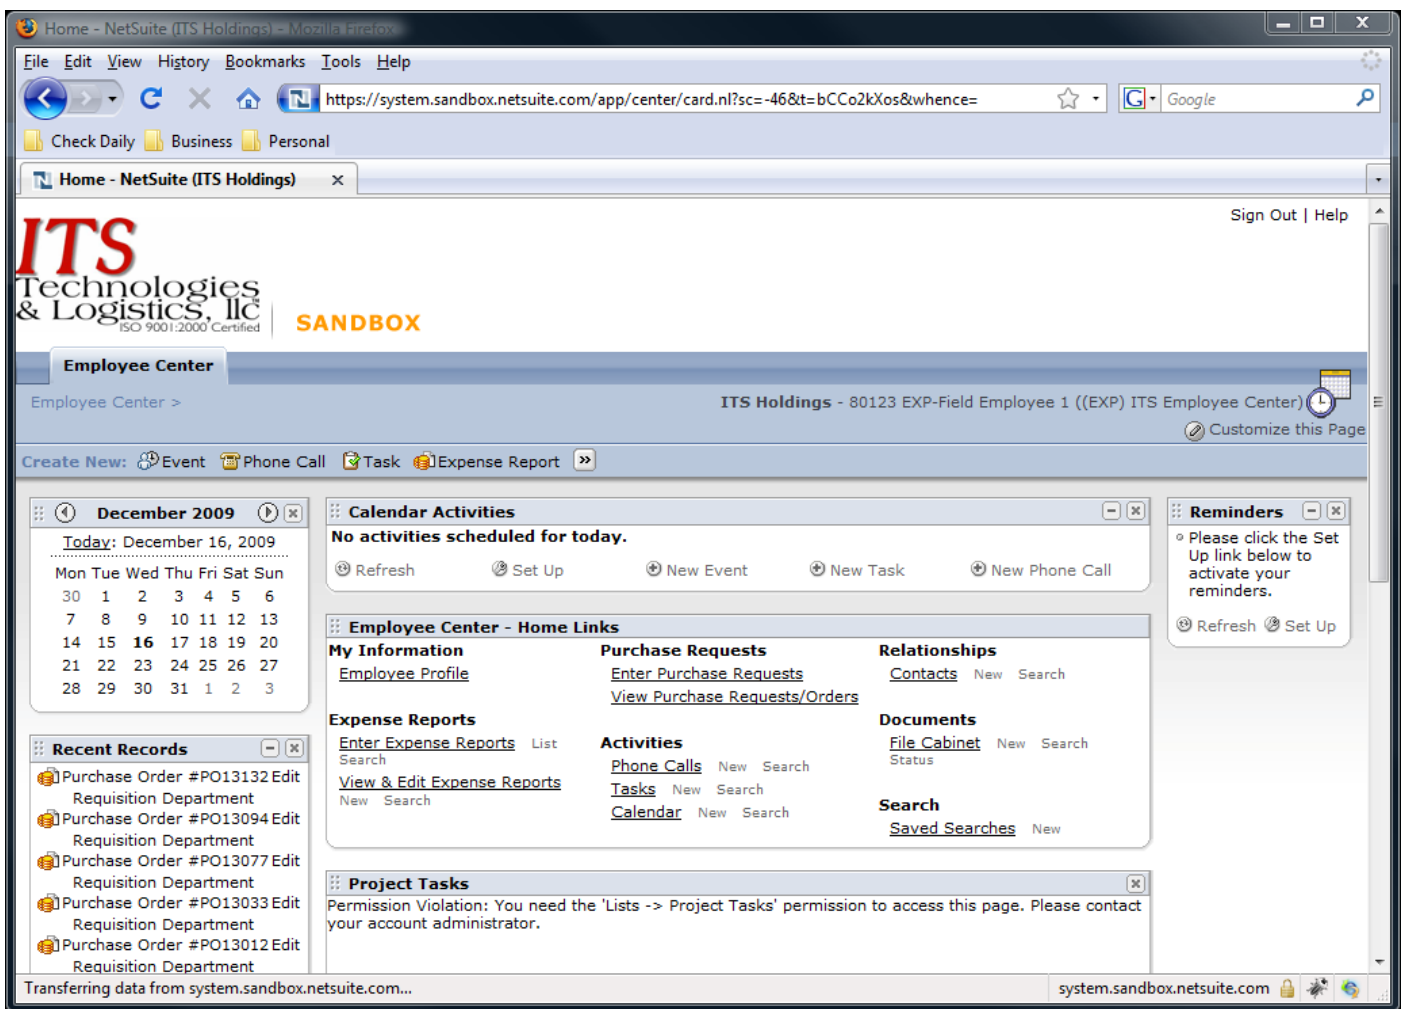 Home - NetSuite (ITS Holdings) - Mozilla Firefox
File Edit View History Bookmarks Tools Help
https://system.sandbox.netsuite.com/app/center/card.nl?sc=-46&t=bCCo2kXos&whence=
G Google
Check Daily Business Personal
Home - NetSuite (ITS Holdings)
Sign Out | Help
ITS
Technologies
& Logistics, llc
ISO 9001:2000 Certified
SANDBOX
Employee Center
Employee Center >
ITS Holdings - 80123 EXP-Field Employee 1 ((EXP) ITS Employee Center)
Customize this Page
Create New: Event Phone Call Task Expense Report »
December 2009
Today: December 16, 2009
Mon Tue Wed Thu Fri Sat Sun
30 1 2 3 4 5 6
7 8 9 10 11 12 13
14 15 16 17 18 19 20
21 22 23 24 25 26 27
28 29 30 31 1 2 3
Recent Records
Purchase Order #PO13132 Edit
Requisition Department
Purchase Order #PO13094 Edit
Requisition Department
Purchase Order #PO13077 Edit
Requisition Department
Purchase Order #PO13033 Edit
Requisition Department
Purchase Order #PO13012 Edit
Requisition Department
Calendar Activities
No activities scheduled for today.
Refresh Set Up New Event New Task New Phone Call
Employee Center - Home Links
My Information
Employee Profile
Expense Reports
Enter Expense Reports List
Search
View & Edit Expense Reports
New Search
Purchase Requests
Enter Purchase Requests
View Purchase Requests/Orders
Activities
Phone Calls New Search
Tasks New Search
Calendar New Search
Relationships
Contacts New Search
Documents
File Cabinet New Search
Status
Search
Saved Searches New
Project Tasks
Permission Violation: You need the 'Lists -> Project Tasks' permission to access this page. Please contact
your account administrator.
Reminders
Please click the Set
Up link below to
activate your
reminders.
Refresh Set Up
Transferring data from system.sandbox.netsuite.com...
system.sandbox.netsuite.com